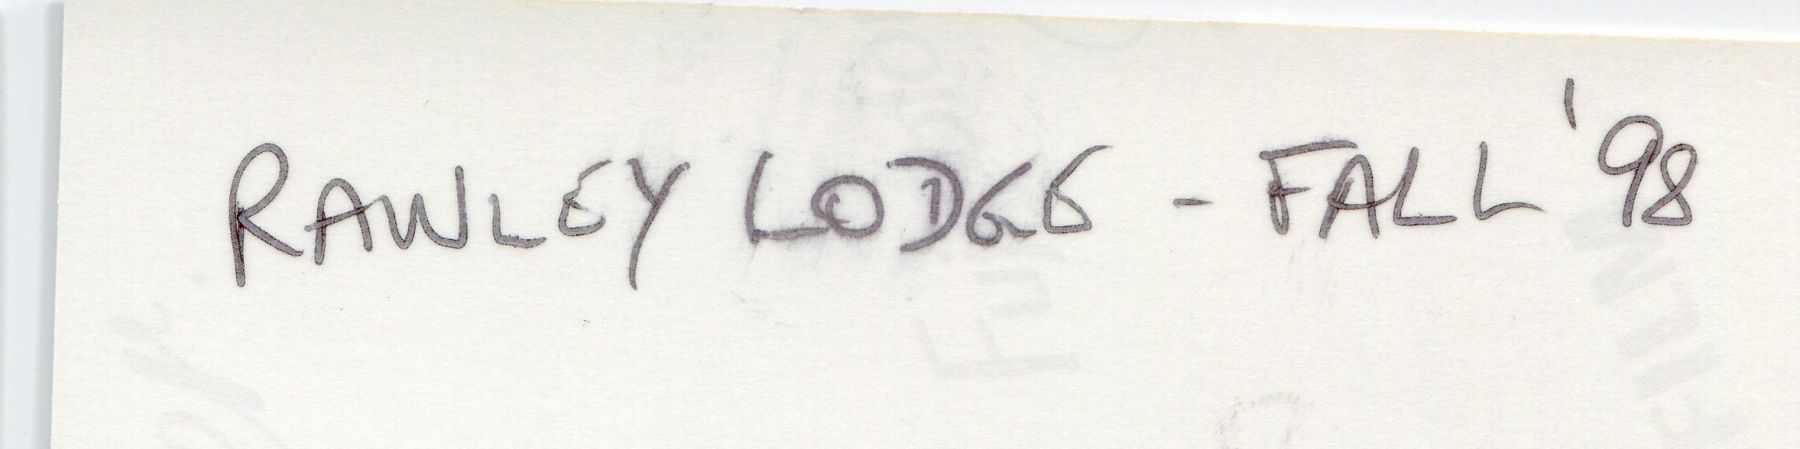 RAWLEY LODGE - FALL '98